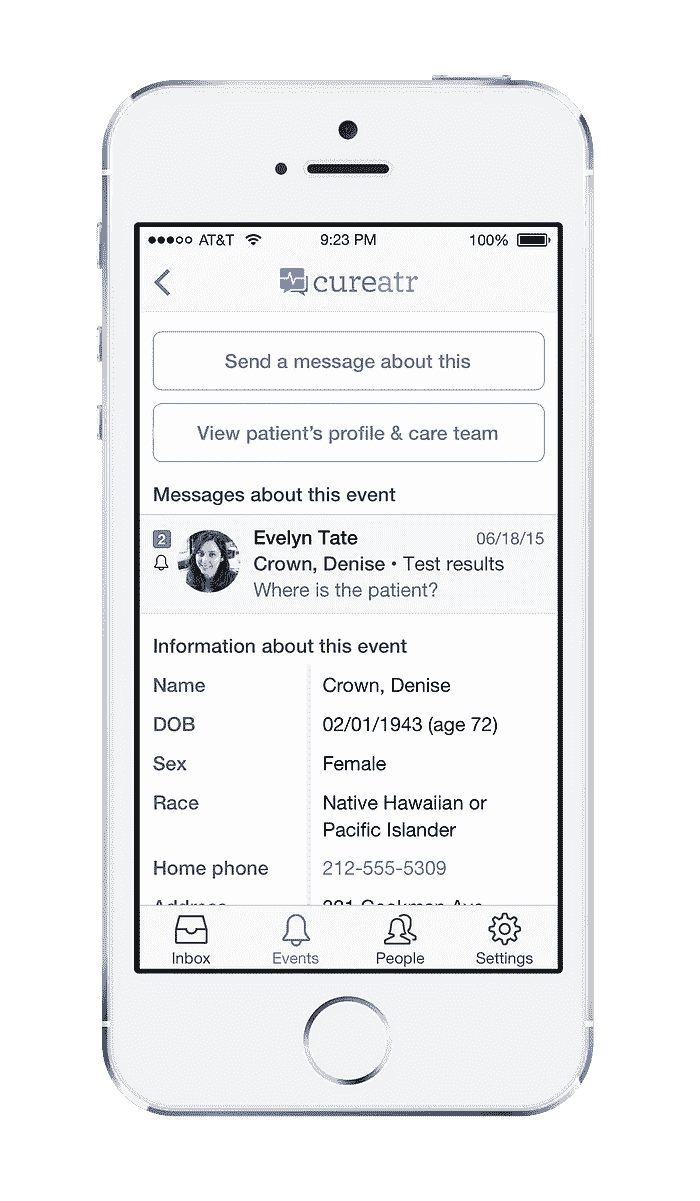 AT&T 9:23 PM 100%
cureatr
Send a message about this
View patient's profile & care team
Messages about this event
2 Evelyn Tate 06/18/15
Crown, Denise • Test results
Where is the patient?
Information about this event
Name Crown, Denise
DOB 02/01/1943 (age 72)
Sex Female
Race Native Hawaiian or
Pacific Islander
Home phone 212-555-5309
Address
Inbox Events People Settings